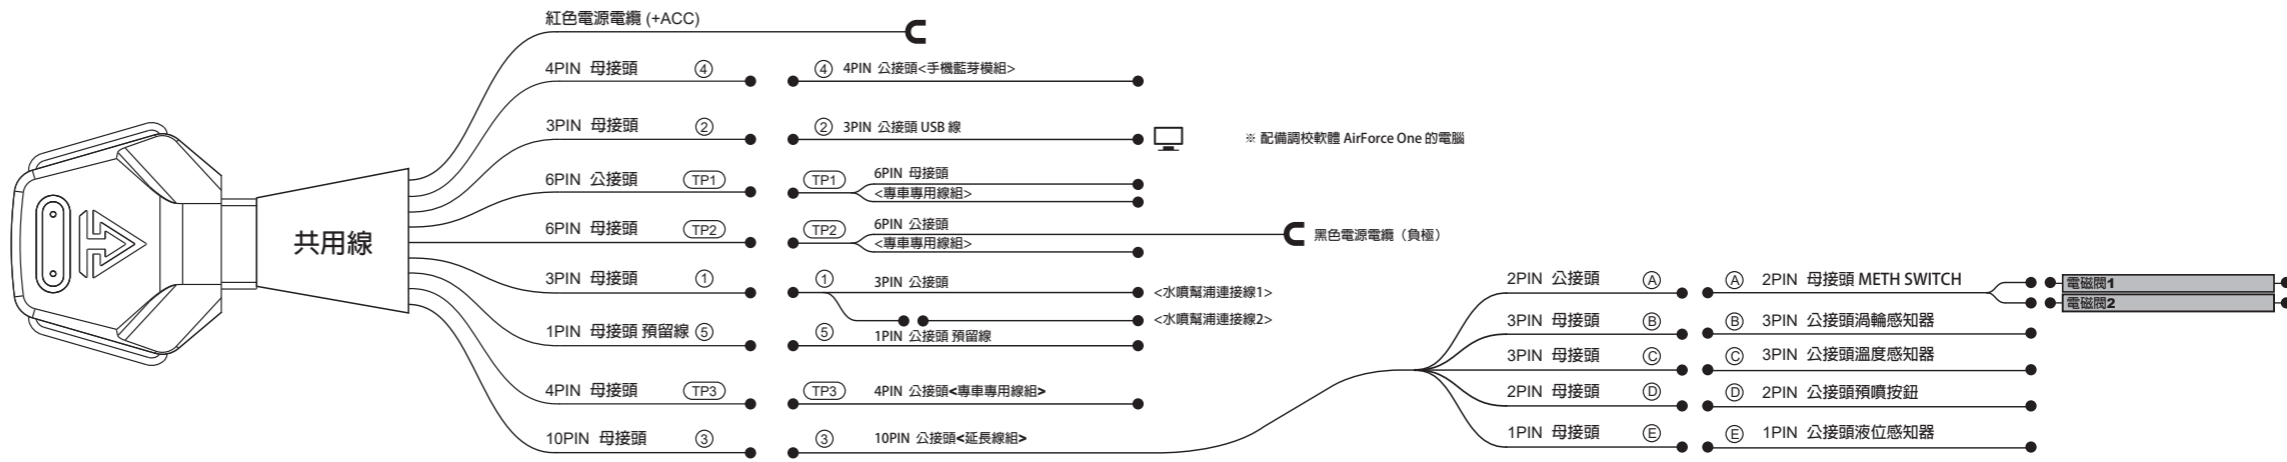 紅色電源電纜 (+ACC)
4PIN 母接頭 ④ ④ 4PIN 公接頭<手機藍芽模組>
3PIN 母接頭 ② ② 3PIN 公接頭 USB 線 ※ 配備調校軟體 AirForce One 的電腦
6PIN 公接頭 TP1 TP1 6PIN 母接頭
<專車專用線組>
共用線
6PIN 母接頭 TP2 TP2 6PIN 公接頭
<專車專用線組>
黑色電源電纜（負極）
3PIN 母接頭 ① ① 3PIN 公接頭 <水噴幫浦連接線1>
<水噴幫浦連接線2>
1PIN 母接頭 預留線 ⑤ ⑤ 1PIN 公接頭 預留線
4PIN 母接頭 TP3 TP3 4PIN 公接頭<專車專用線組>
10PIN 母接頭 ③ ③ 10PIN 公接頭<延長線組>
2PIN 公接頭 Ⓐ Ⓐ 2PIN 母接頭 METH SWITCH
電磁閥1
電磁閥2
3PIN 母接頭 Ⓑ Ⓑ 3PIN 公接頭渦輪感知器
3PIN 母接頭 Ⓒ Ⓒ 3PIN 公接頭溫度感知器
2PIN 母接頭 Ⓓ Ⓓ 2PIN 公接頭預噴按鈕
1PIN 母接頭 Ⓔ Ⓔ 1PIN 公接頭液位感知器